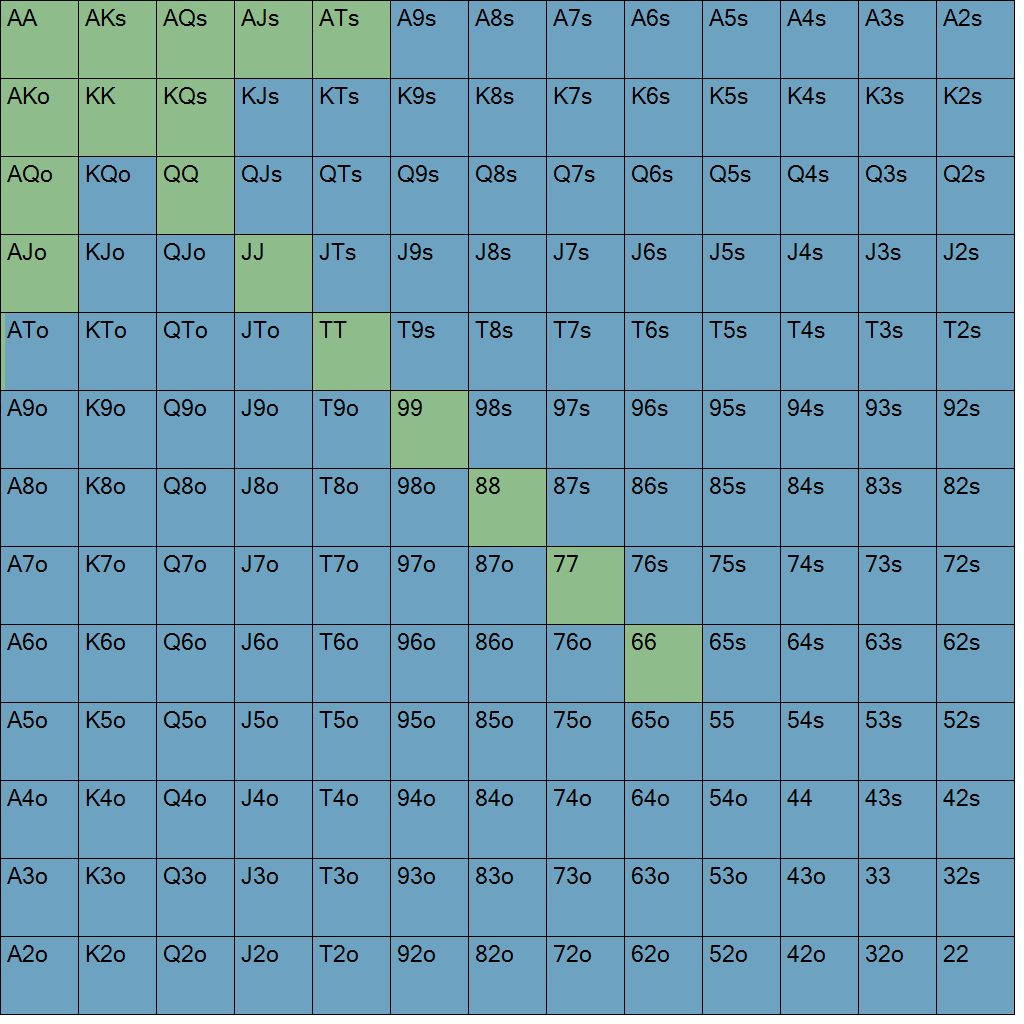 AA AKs AQs AJs ATs A9s A8s A7s A6s A5s A4s A3s A2s
AKo KK KQs KJs KTs K9s K8s K7s K6s K5s K4s K3s K2s
AQo KQo QQ QJs QTs Q9s Q8s Q7s Q6s Q5s Q4s Q3s Q2s
AJo KJo QJo JJ JTs J9s J8s J7s J6s J5s J4s J3s J2s
ATo KTo QTo JTo TT T9s T8s T7s T6s T5s T4s T3s T2s
A9o K9o Q9o J9o T9o 99 98s 97s 96s 95s 94s 93s 92s
A8o K8o Q8o J8o T8o 98o 88 87s 86s 85s 84s 83s 82s
A7o K7o Q7o J7o T7o 97o 87o 77 76s 75s 74s 73s 72s
A6o K6o Q6o J6o T6o 96o 86o 76o 66 65s 64s 63s 62s
A5o K5o Q5o J5o T5o 95o 85o 75o 65o 55 54s 53s 52s
A4o K4o Q4o J4o T4o 94o 84o 74o 64o 54o 44 43s 42s
A3o K3o Q3o J3o T3o 93o 83o 73o 63o 53o 43o 33 32s
A2o K2o Q2o J2o T2o 92o 82o 72o 62o 52o 42o 32o 22